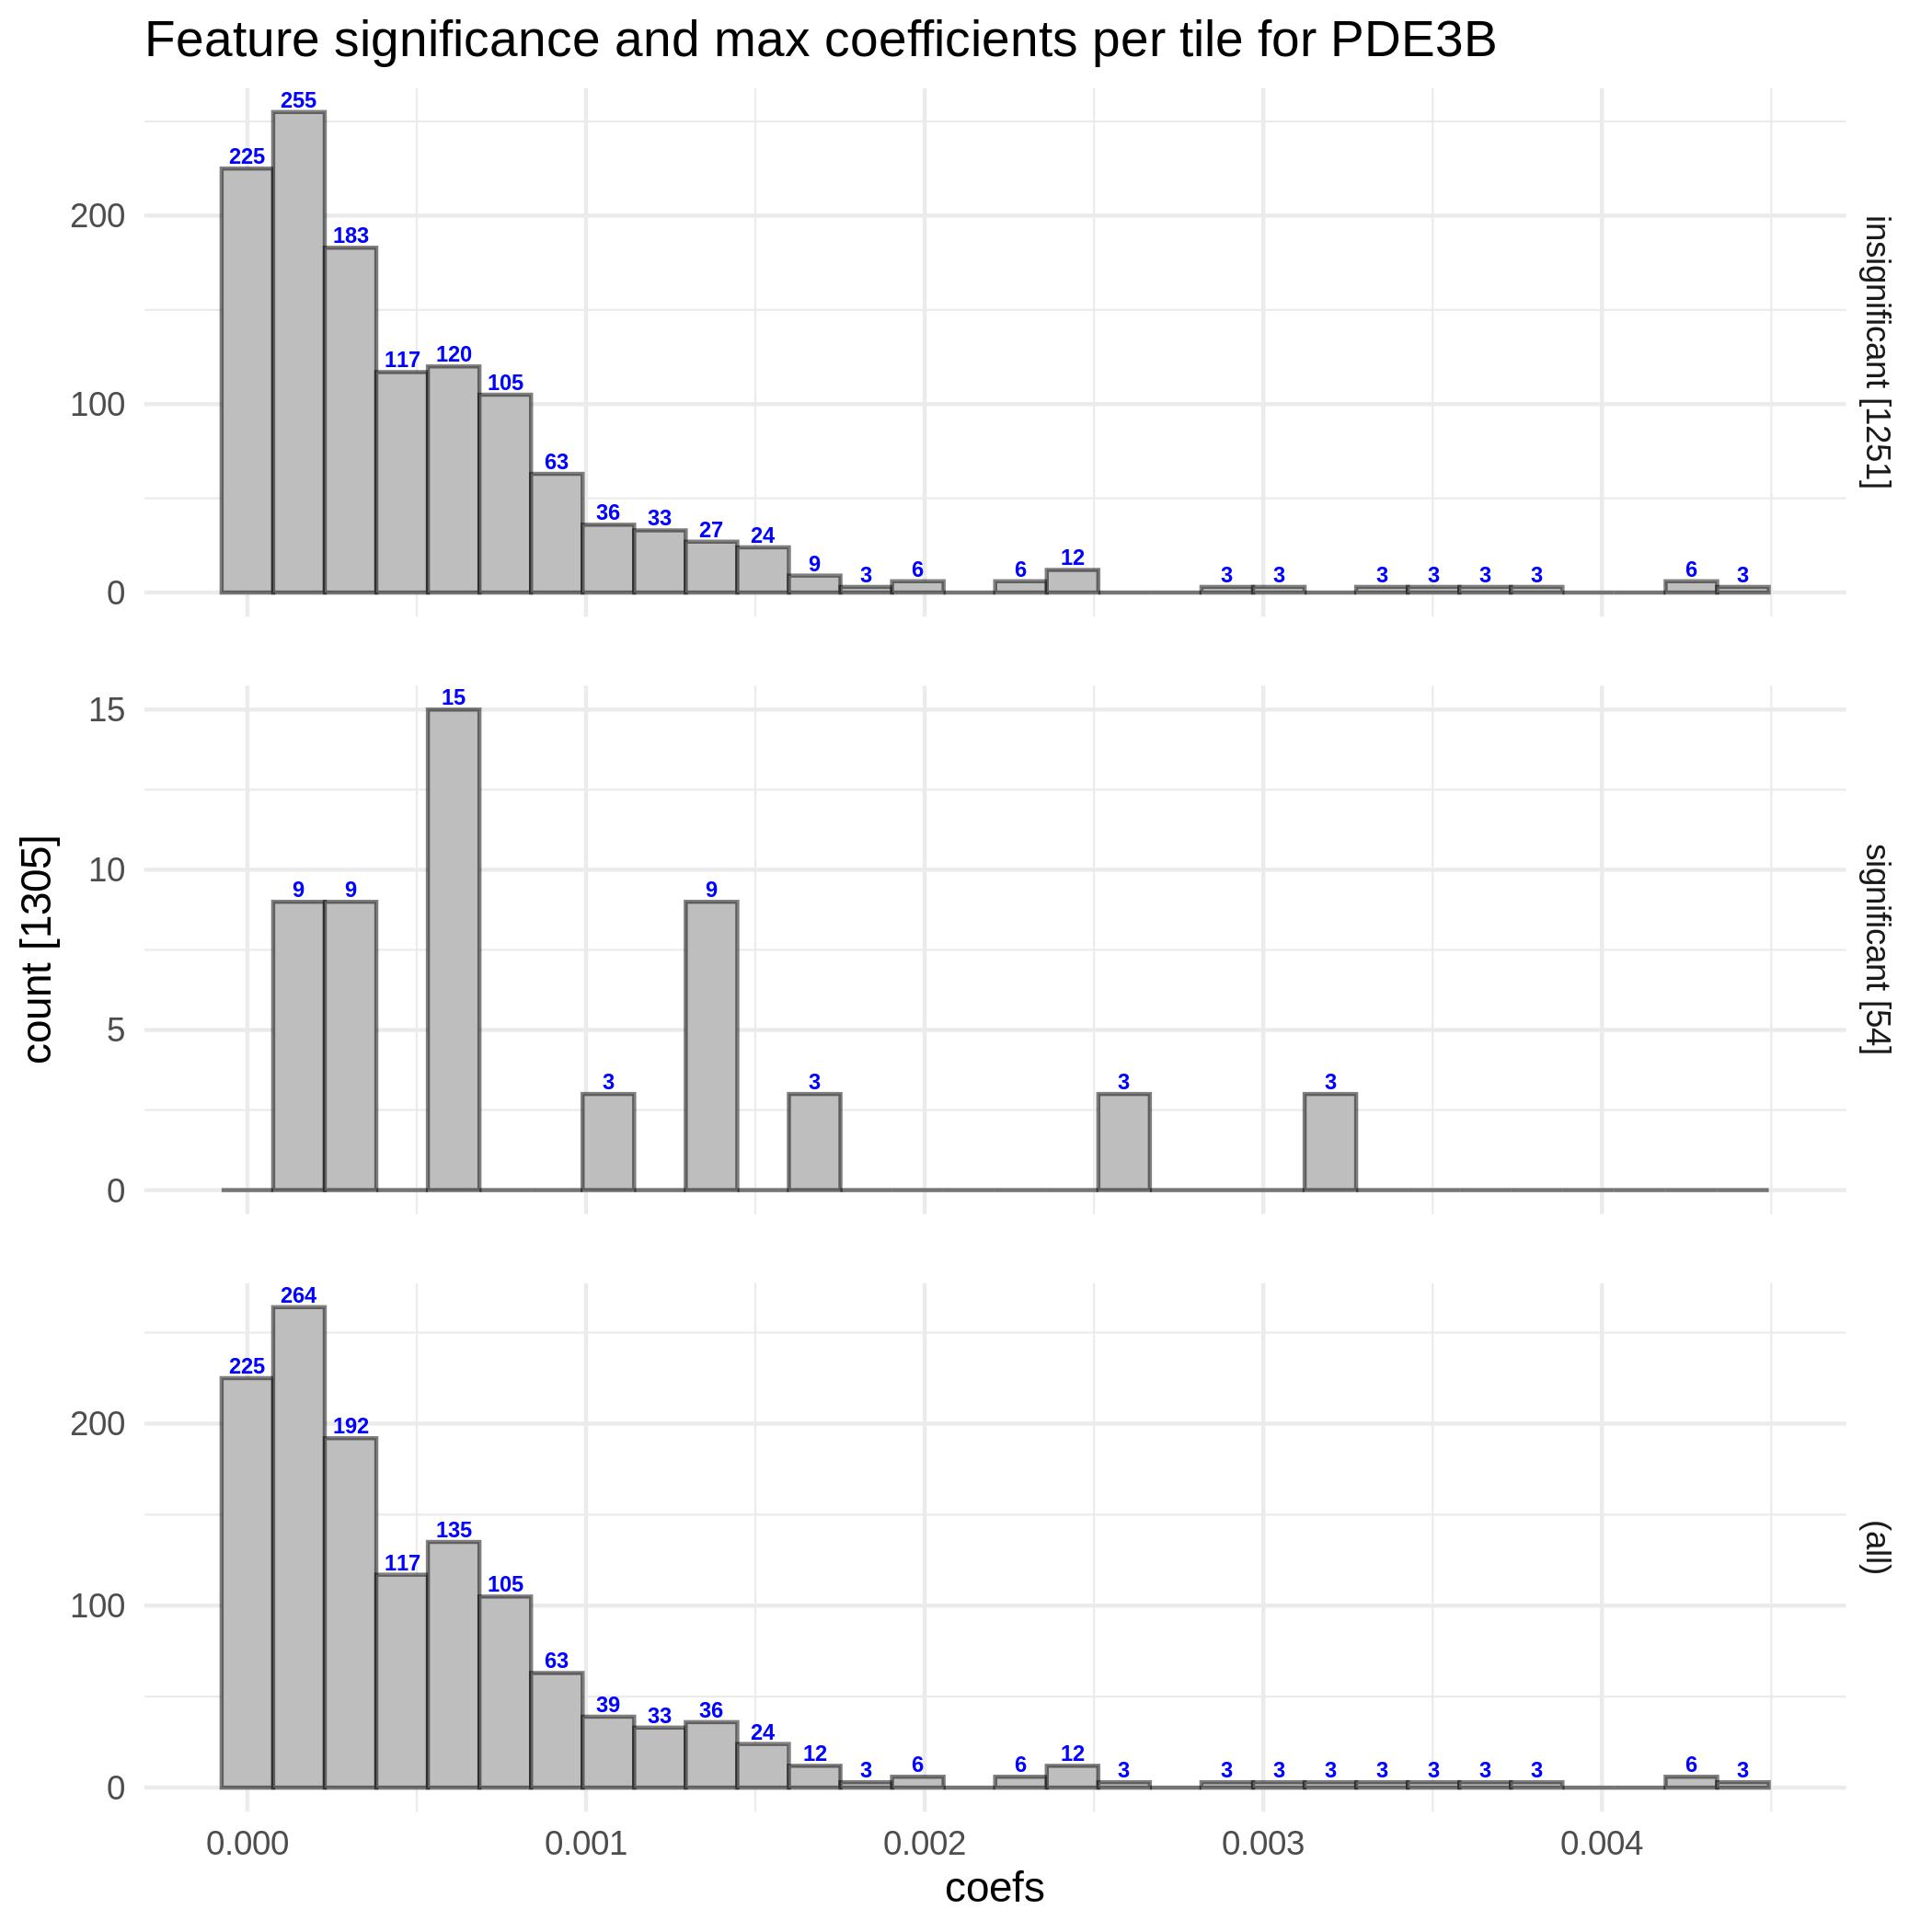 Feature significance and max coefficients per tile for PDE3B
255
225
200
183
117 120
105
100
63
36 33 27 24
9 3 6 6 12 3 3 3 3 3 3 6 3
0
insignificant [1251]
15
15
10
9 9 9
5
3 3 3 3
0
significant [54]
count [1305]
264
225
200
192
135
117
105
100
63
39 33 36 24
12 3 6 6 12 3 3 3 3 3 3 3 3 6 3
0
(all)
0.000 0.001 0.002 0.003 0.004
coefs